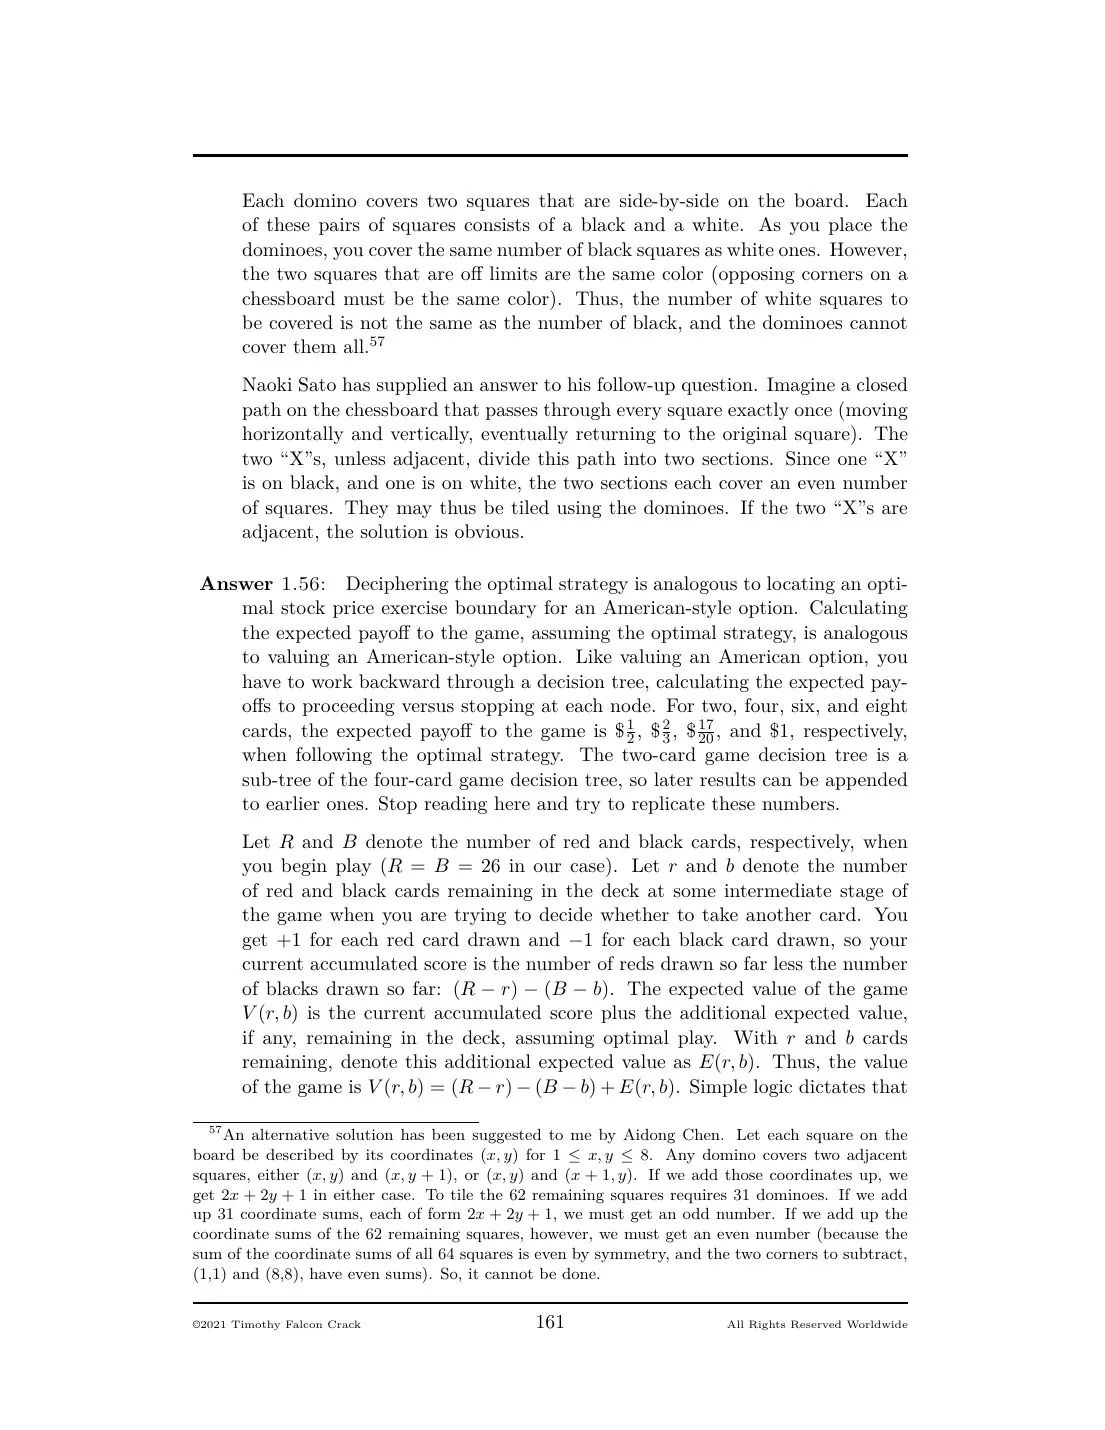 Each domino covers two squares that are side-by-side on the board. Each
of these pairs of squares consists of a black and a white. As you place the
dominoes, you cover the same number of black squares as white ones. However,
the two squares that are off limits are the same color (opposing corners on a
chessboard must be the same color). Thus, the number of white squares to
be covered is not the same as the number of black, and the dominoes cannot
cover them all.⁵⁷
Naoki Sato has supplied an answer to his follow-up question. Imagine a closed
path on the chessboard that passes through every square exactly once (moving
horizontally and vertically, eventually returning to the original square). The
two “X”s, unless adjacent, divide this path into two sections. Since one “X”
is on black, and one is on white, the two sections each cover an even number
of squares. They may thus be tiled using the dominoes. If the two “X”s are
adjacent, the solution is obvious.
Answer 1.56: Deciphering the optimal strategy is analogous to locating an opti-
mal stock price exercise boundary for an American-style option. Calculating
the expected payoff to the game, assuming the optimal strategy, is analogous
to valuing an American-style option. Like valuing an American option, you
have to work backward through a decision tree, calculating the expected pay-
offs to proceeding versus stopping at each node. For two, four, six, and eight
cards, the expected payoff to the game is $1/2, $2/3, $17/20, and $1, respectively,
when following the optimal strategy. The two-card game decision tree is a
sub-tree of the four-card game decision tree, so later results can be appended
to earlier ones. Stop reading here and try to replicate these numbers.
Let R and B denote the number of red and black cards, respectively, when
you begin play (R = B = 26 in our case). Let r and b denote the number
of red and black cards remaining in the deck at some intermediate stage of
the game when you are trying to decide whether to take another card. You
get +1 for each red card drawn and −1 for each black card drawn, so your
current accumulated score is the number of reds drawn so far less the number
of blacks drawn so far: (R − r) − (B − b). The expected value of the game
V(r, b) is the current accumulated score plus the additional expected value,
if any, remaining in the deck, assuming optimal play. With r and b cards
remaining, denote this additional expected value as E(r, b). Thus, the value
of the game is V(r, b) = (R − r) − (B − b) + E(r, b). Simple logic dictates that
⁵⁷An alternative solution has been suggested to me by Aidong Chen. Let each square on the
board be described by its coordinates (x, y) for 1 ≤ x, y ≤ 8. Any domino covers two adjacent
squares, either (x, y) and (x, y + 1), or (x, y) and (x + 1, y). If we add those coordinates up, we
get 2x + 2y + 1 in either case. To tile the 62 remaining squares requires 31 dominoes. If we add
up 31 coordinate sums, each of form 2x + 2y + 1, we must get an odd number. If we add up the
coordinate sums of the 62 remaining squares, however, we must get an even number (because the
sum of the coordinate sums of all 64 squares is even by symmetry, and the two corners to subtract,
(1,1) and (8,8), have even sums). So, it cannot be done.
©2021 Timothy Falcon Crack 161 All Rights Reserved Worldwide